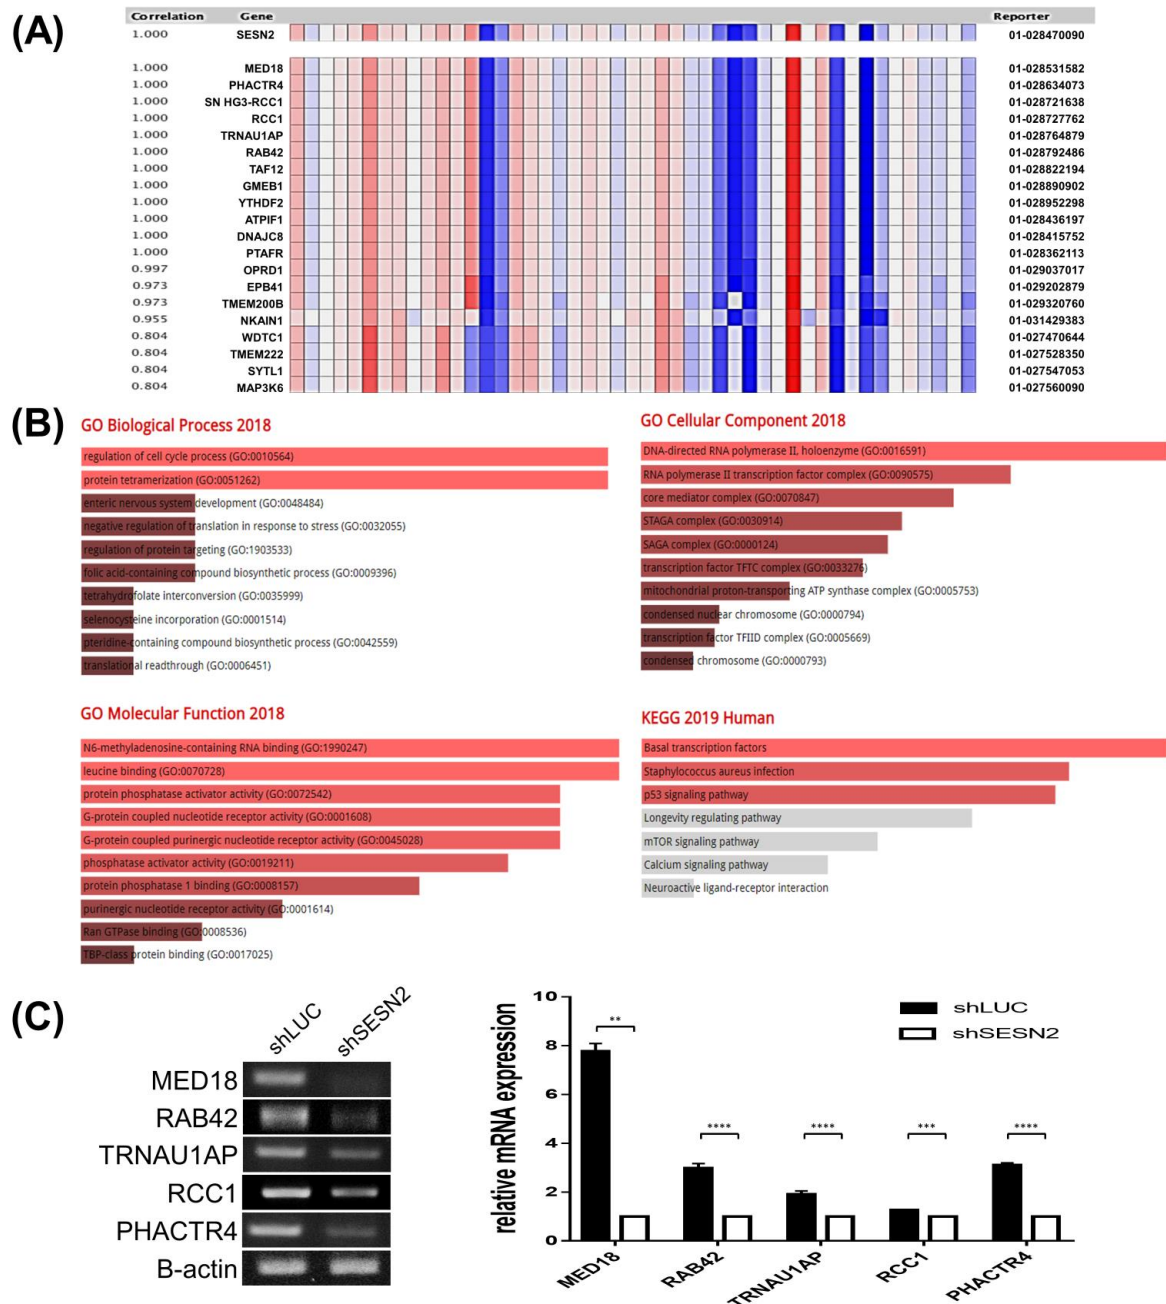 (A)
Correlation Gene Reporter
1.000 SESN2 01-028470090
1.000 MED18 01-028531582
1.000 PHACTR4 01-028634073
1.000 SN HG3-RCC1 01-028721638
1.000 RCC1 01-028727762
1.000 TRNAU1AP 01-028764879
1.000 RAB42 01-028792486
1.000 TAF12 01-028822194
1.000 GMEB1 01-028890902
1.000 YTHDF2 01-028952298
1.000 ATPIF1 01-028436197
1.000 DNAJC8 01-028415752
1.000 PTAFR 01-028362113
0.997 OPRD1 01-029037017
0.973 EPB41 01-029202879
0.973 TMEM200B 01-029320760
0.955 NKAIN1 01-031429383
0.804 WDTC1 01-027470644
0.804 TMEM222 01-027528350
0.804 SYTL1 01-027547053
0.804 MAP3K6 01-027560090
(B)
GO Biological Process 2018
regulation of cell cycle process (GO:0010564)
protein tetramerization (GO:0051262)
enteric nervous system development (GO:0048484)
negative regulation of translation in response to stress (GO:0032055)
regulation of protein targeting (GO:1903533)
folic acid-containing compound biosynthetic process (GO:0009396)
tetrahydrofolate interconversion (GO:0035999)
selenocysteine incorporation (GO:0001514)
pteridine-containing compound biosynthetic process (GO:0042559)
translational readthrough (GO:0006451)
GO Cellular Component 2018
DNA-directed RNA polymerase II, holoenzyme (GO:0016591)
RNA polymerase II transcription factor complex (GO:0090575)
core mediator complex (GO:0070847)
STAGA complex (GO:0030914)
SAGA complex (GO:0000124)
transcription factor TFTC complex (GO:0033276)
mitochondrial proton-transporting ATP synthase complex (GO:0005753)
condensed nuclear chromosome (GO:0000794)
transcription factor TFIID complex (GO:0005669)
condensed chromosome (GO:0000793)
GO Molecular Function 2018
N6-methyladenosine-containing RNA binding (GO:1990247)
leucine binding (GO:0070728)
protein phosphatase activator activity (GO:0072542)
G-protein coupled nucleotide receptor activity (GO:0001608)
G-protein coupled purinergic nucleotide receptor activity (GO:0045028)
phosphatase activator activity (GO:0019211)
protein phosphatase 1 binding (GO:0008157)
purinergic nucleotide receptor activity (GO:0001614)
Ran GTPase binding (GO:0008536)
TBP-class protein binding (GO:0017025)
KEGG 2019 Human
Basal transcription factors
Staphylococcus aureus infection
p53 signaling pathway
Longevity regulating pathway
mTOR signaling pathway
Calcium signaling pathway
Neuroactive ligand-receptor interaction
(C)
shLUC shSESN2
MED18
RAB42
TRNAU1AP
RCC1
PHACTR4
B-actin
relative mRNA expression
10
8
6
4
2
0
** **** **** *** ****
shLUC
shSESN2
MED18 RAB42 TRNAU1AP RCC1 PHACTR4